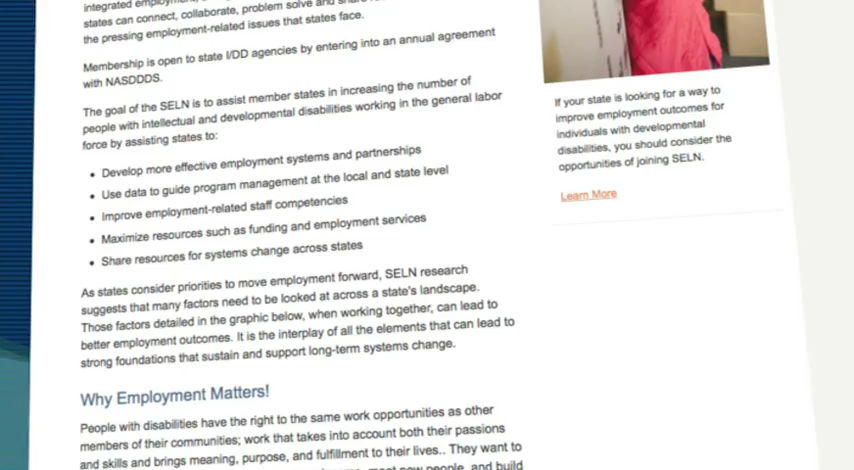 integrated employment,
states can connect, collaborate, problem solve and share
the pressing employment-related issues that states face.
Membership is open to state I/DD agencies by entering into an annual agreement
with NASDDDS.
The goal of the SELN is to assist member states in increasing the number of
people with intellectual and developmental disabilities working in the general labor
force by assisting states to:
• Develop more effective employment systems and partnerships
• Use data to guide program management at the local and state level
• Improve employment-related staff competencies
• Maximize resources such as funding and employment services
• Share resources for systems change across states
As states consider priorities to move employment forward, SELN research
suggests that many factors need to be looked at across a state's landscape.
Those factors detailed in the graphic below, when working together, can lead to
better employment outcomes. It is the interplay of all the elements that can lead to
strong foundations that sustain and support long-term systems change.
Why Employment Matters!
People with disabilities have the right to the same work opportunities as other
members of their communities; work that takes into account both their passions
and skills and brings meaning, purpose, and fulfillment to their lives.. They want to
meet new people, and build
If your state is looking for a way to
improve employment outcomes for
individuals with developmental
disabilities, you should consider the
opportunities of joining SELN.
Learn More